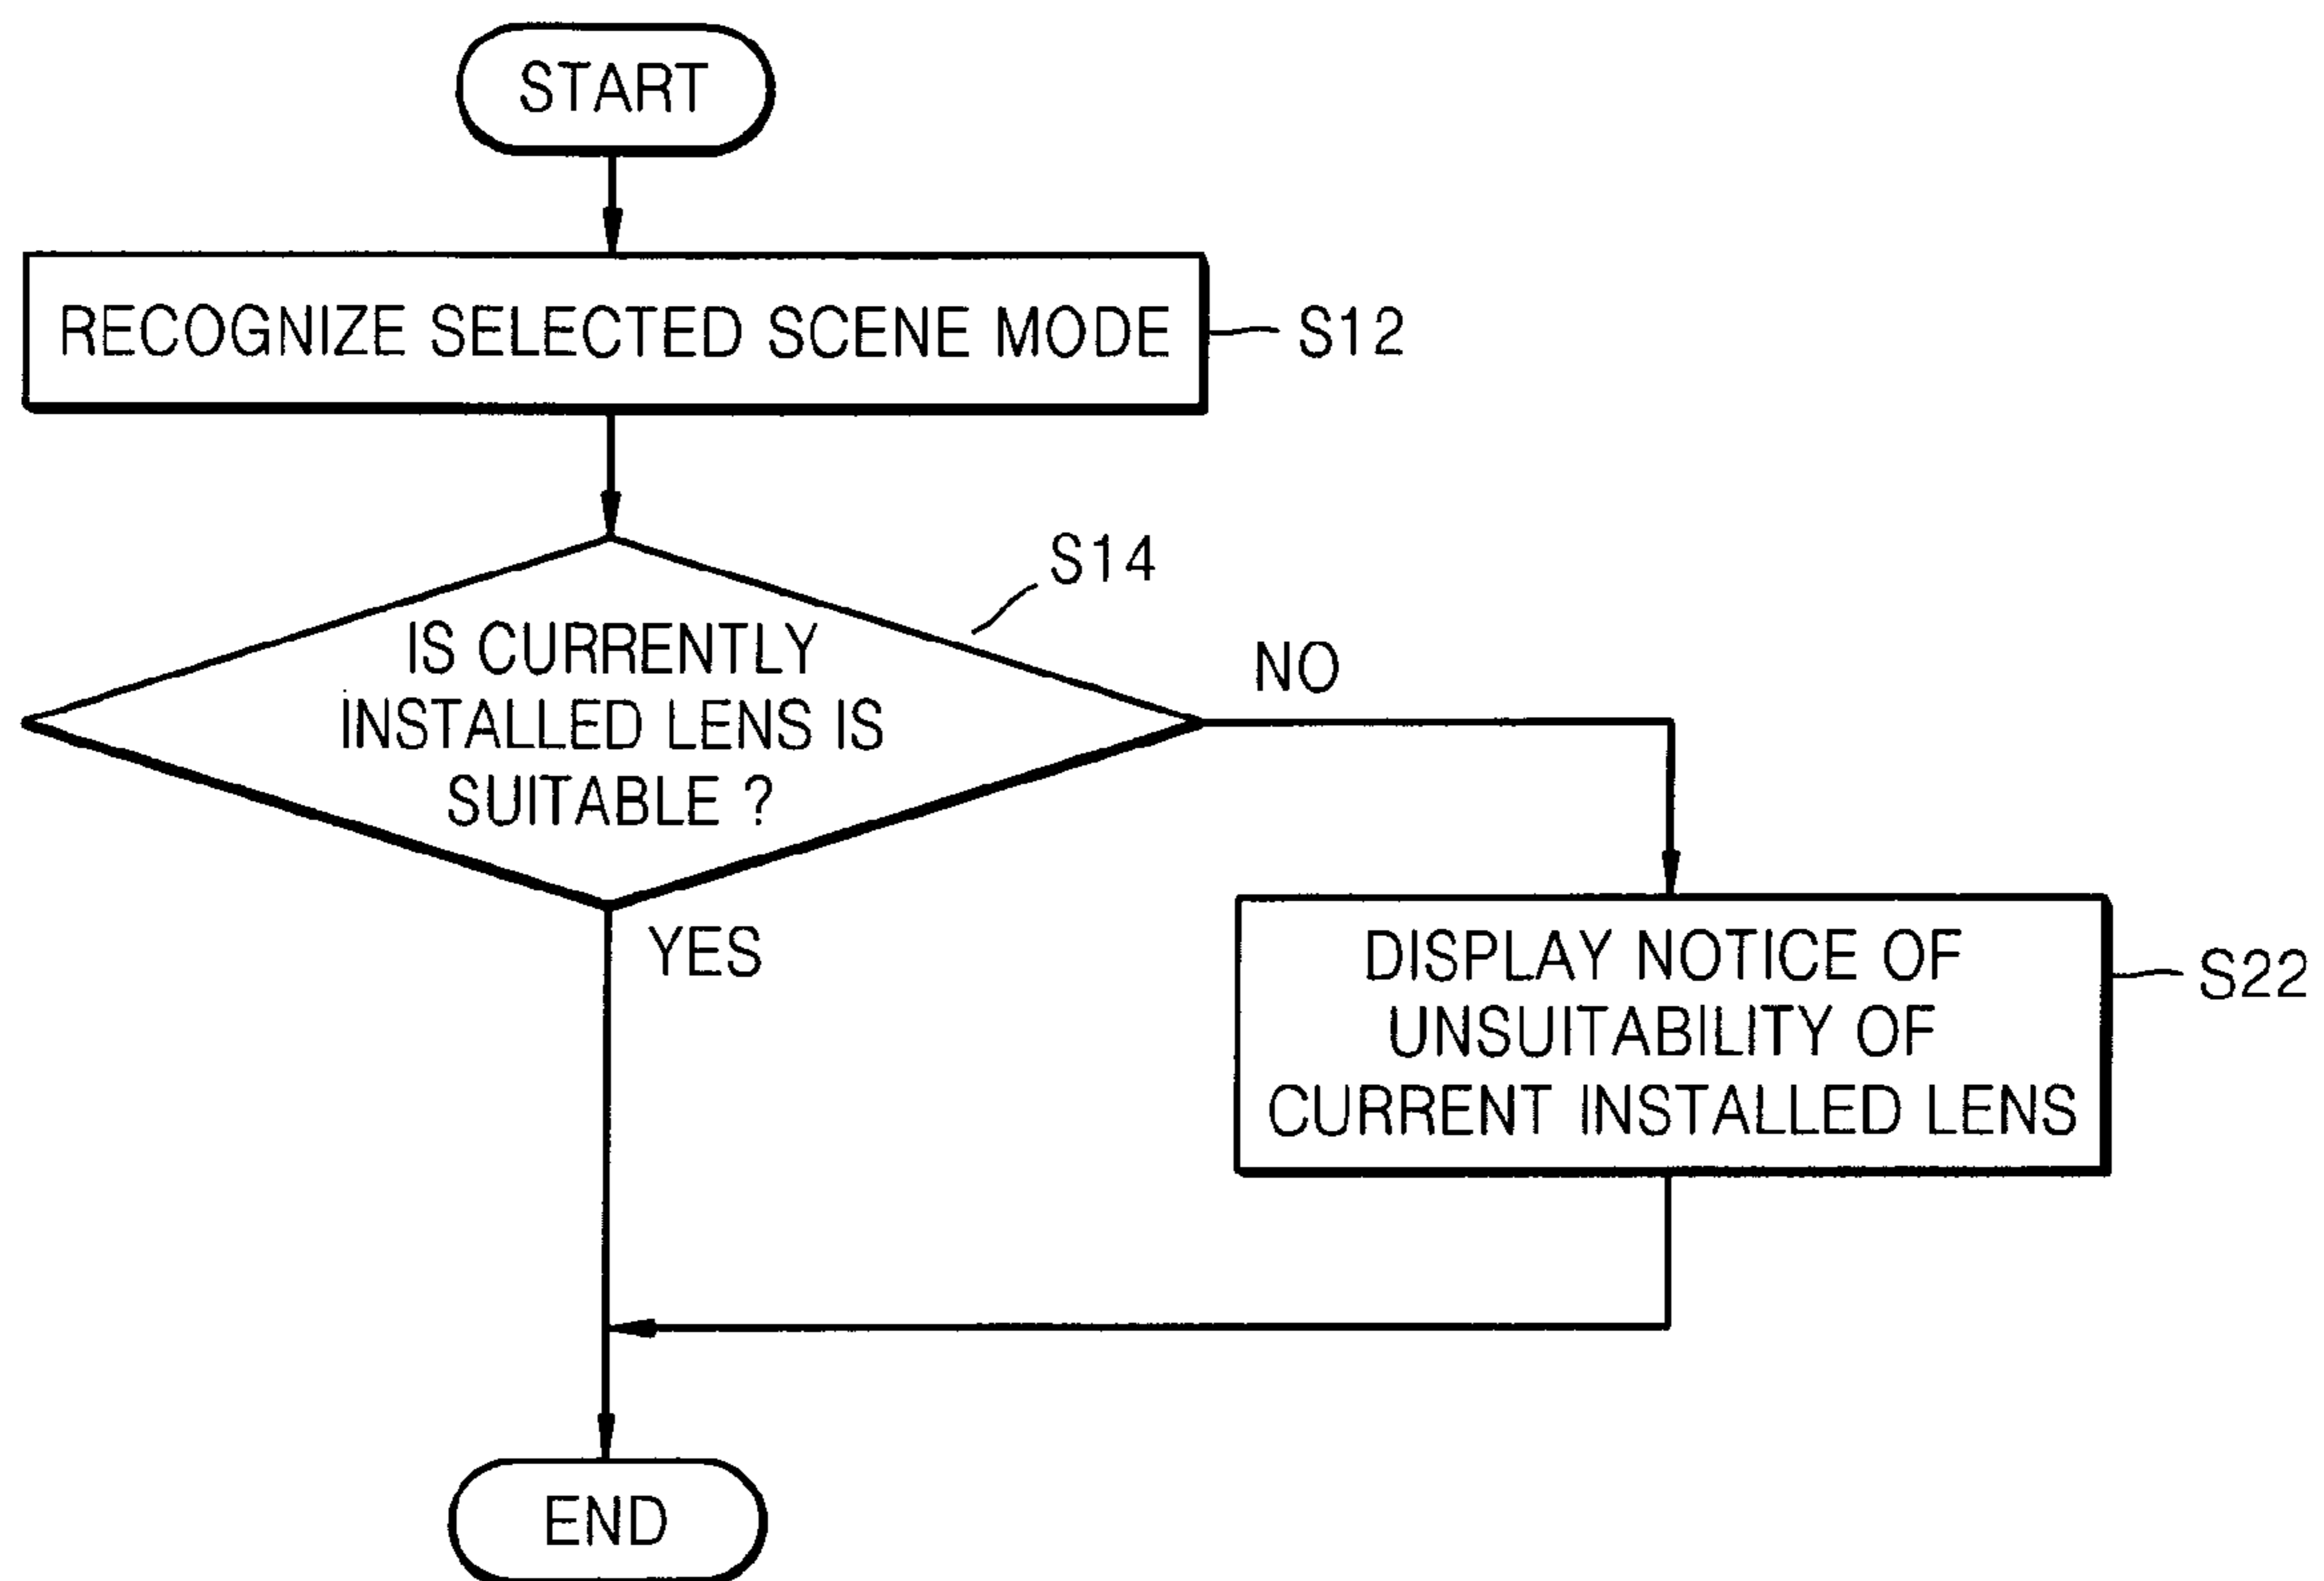 START
RECOGNIZE SELECTED SCENE MODE
S12
S14
IS CURRENTLY
INSTALLED LENS IS
SUITABLE ?
NO
YES
DISPLAY NOTICE OF
UNSUITABILITY OF
CURRENT INSTALLED LENS
S22
END